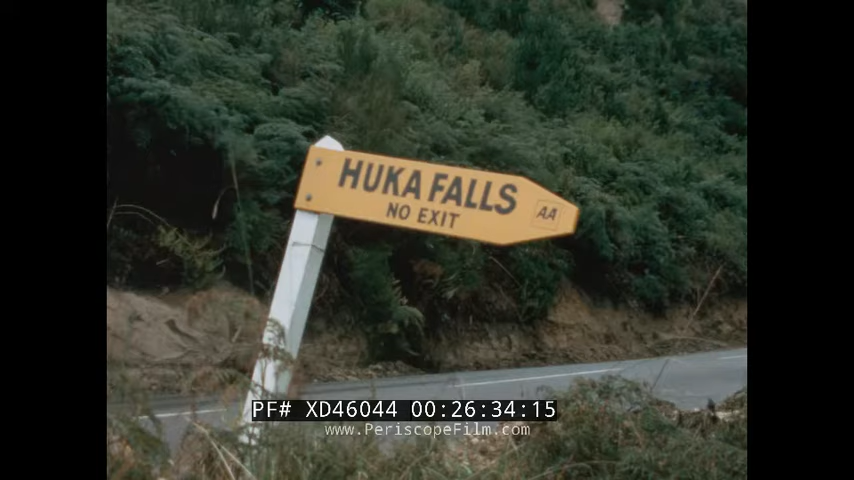 HUKA FALLS
NO EXIT
AA
PF# XD46044 00:26:34:15
www.PeriscopeFilm.com